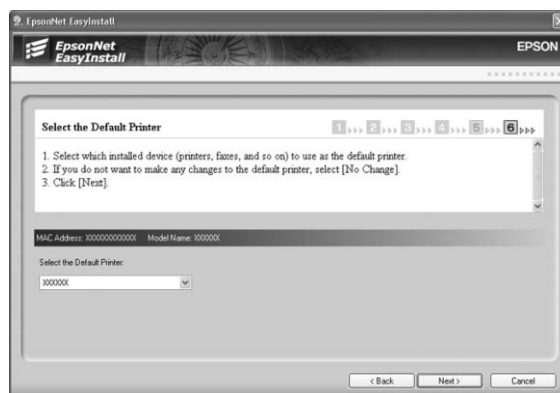 EpsonNet EasyInstall
EpsonNet
EasyInstall
EPSON
Select the Default Printer
1 2 3 4 5 6
1. Select which installed device (printers, faxes, and so on) to use as the default printer.
2. If you do not want to make any changes to the default printer, select [No Change].
3. Click [Next].
MAC Address: XXXXXXXXXXXX Model Name: XXXXXX
Select the Default Printer:
XXXXXX
< Back
Next >
Cancel